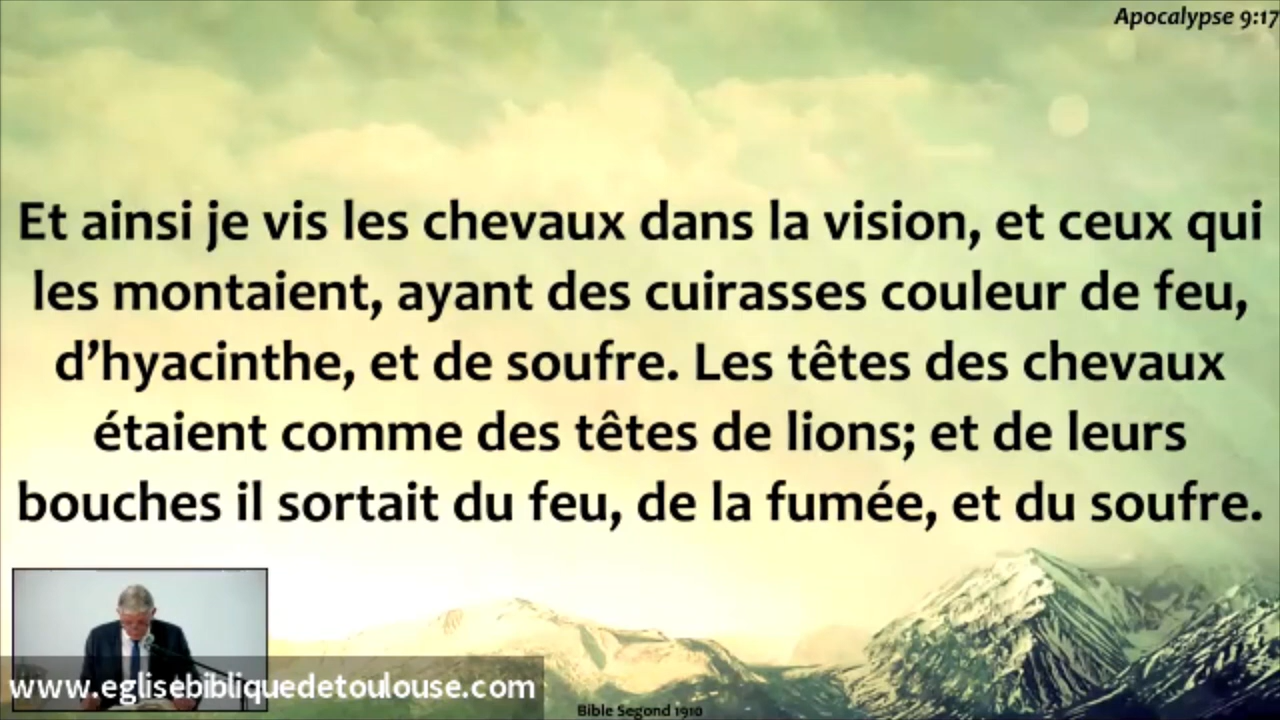 Apocalypse 9:17
Et ainsi je vis les chevaux dans la vision, et ceux qui
les montaient, ayant des cuirasses couleur de feu,
d’hyacinthe, et de soufre. Les têtes des chevaux
étaient comme des têtes de lions; et de leurs
bouches il sortait du feu, de la fumée, et du soufre.
www.eglisebibliquedetoulouse.com
Bible Segond 1910